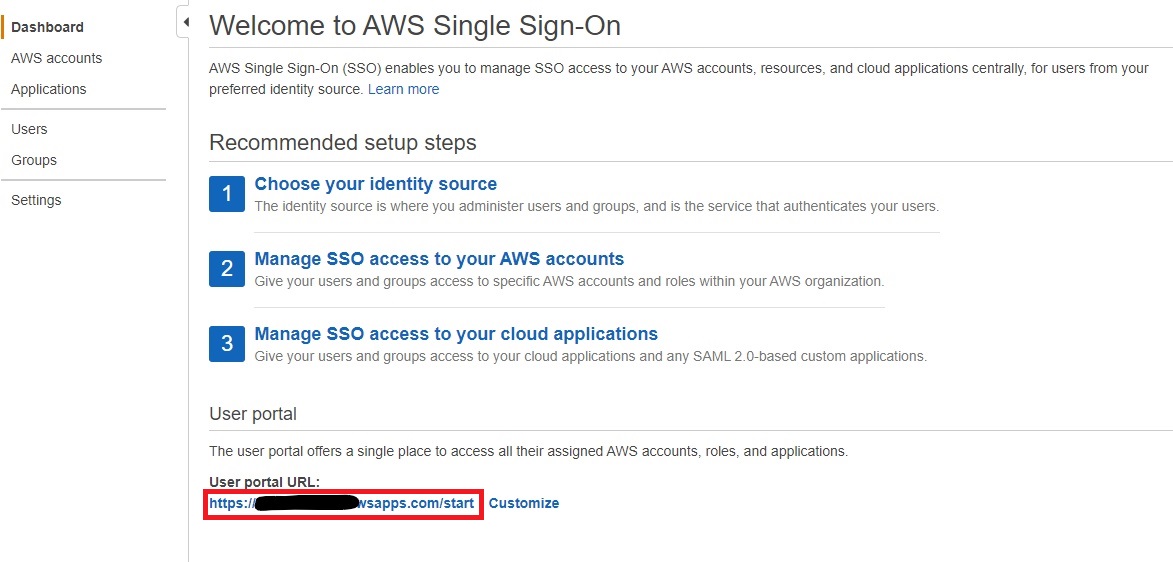 Dashboard
AWS accounts
Applications
Users
Groups
Settings
Welcome to AWS Single Sign-On
AWS Single Sign-On (SSO) enables you to manage SSO access to your AWS accounts, resources, and cloud applications centrally, for users from your
preferred identity source. Learn more
Recommended setup steps
1 Choose your identity source
The identity source is where you administer users and groups, and is the service that authenticates your users.
2 Manage SSO access to your AWS accounts
Give your users and groups access to specific AWS accounts and roles within your AWS organization.
3 Manage SSO access to your cloud applications
Give your users and groups access to your cloud applications and any SAML 2.0-based custom applications.
User portal
The user portal offers a single place to access all their assigned AWS accounts, roles, and applications.
User portal URL:
https:// wsapps.com/start Customize